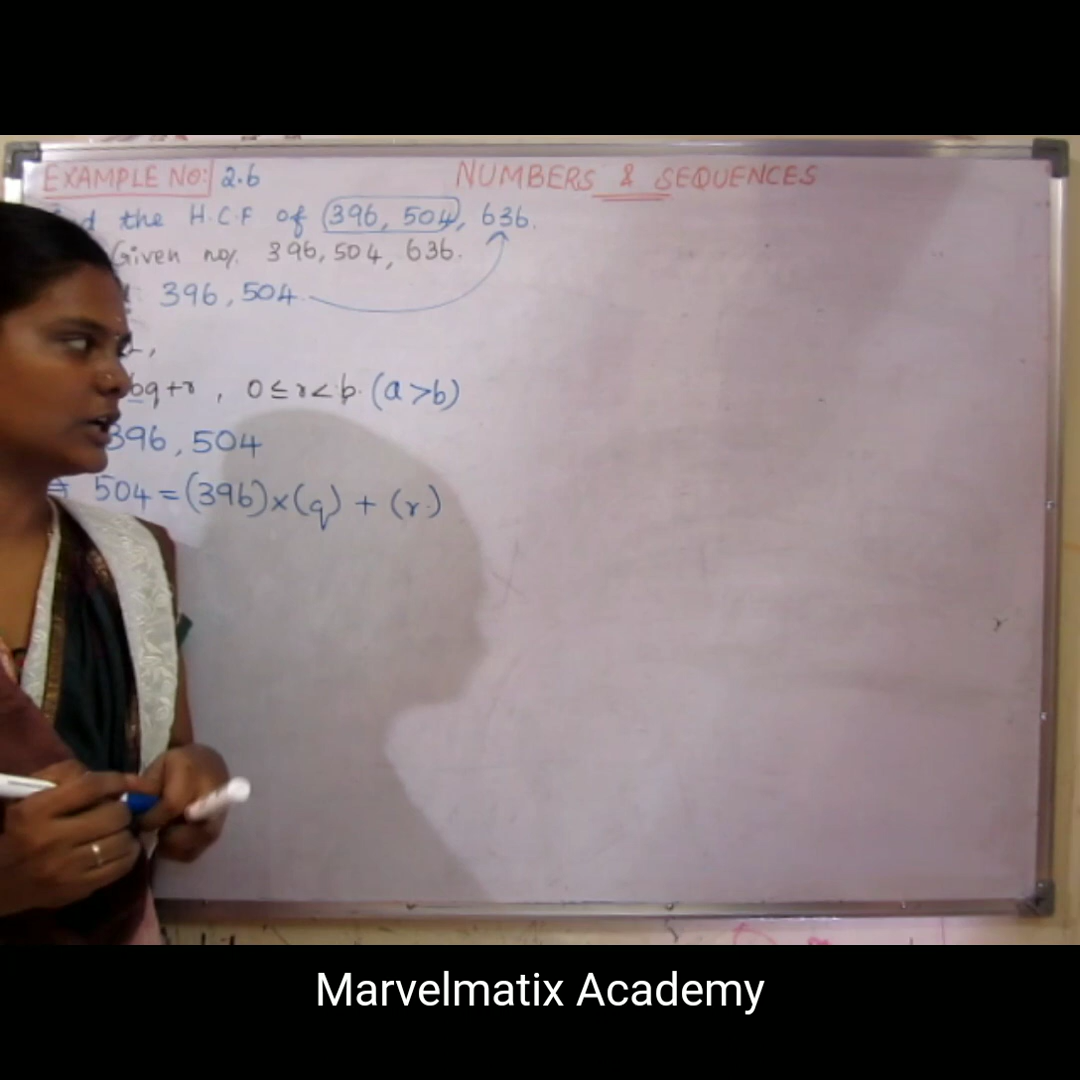 EXAMPLE NO: 2.6
NUMBERS & SEQUENCES
the H.C.F of 396, 504, 636.
Given no/. 396, 504, 636.
396, 504
bq+r , 0≤r<b. (a>b)
396, 504
⇒ 504 = (396)×(q) + (r.)
Marvelmatix Academy